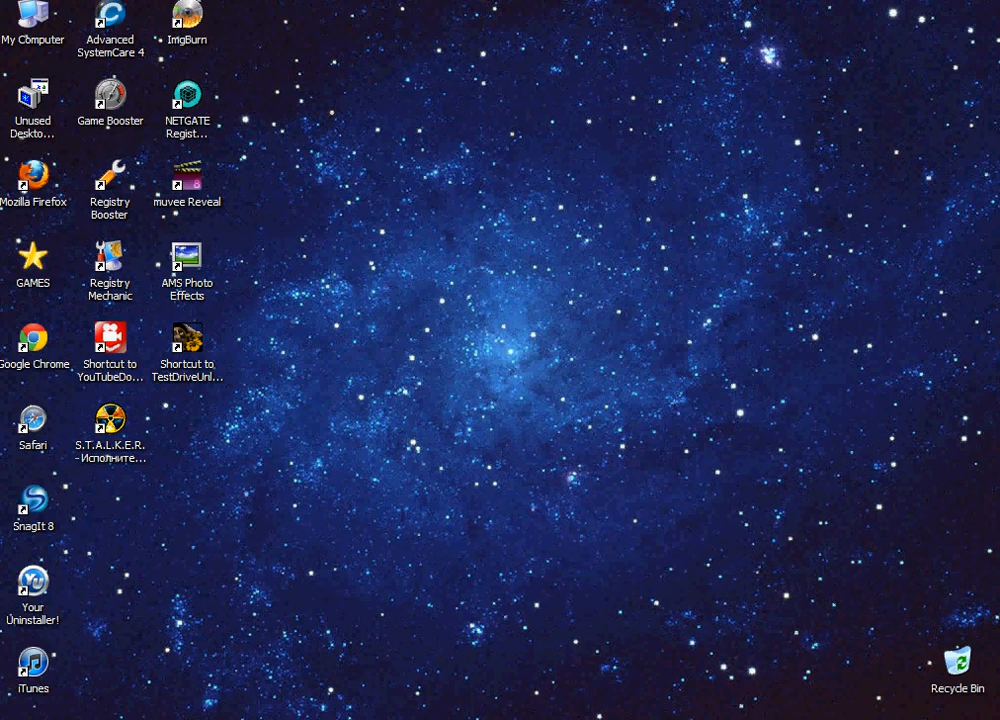 My Computer
Advanced
SystemCare 4
ImgBurn
Unused
Deskto...
Game Booster
NETGATE
Regist...
Mozilla Firefox
Registry
Booster
muvee Reveal
GAMES
Registry
Mechanic
AMS Photo
Effects
Google Chrome
Shortcut to
YouTubeDo...
Shortcut to
TestDriveUnl...
Safari
S.T.A.L.K.E.R.
- Исполните...
SnagIt 8
Your
Uninstaller!
iTunes
Recycle Bin